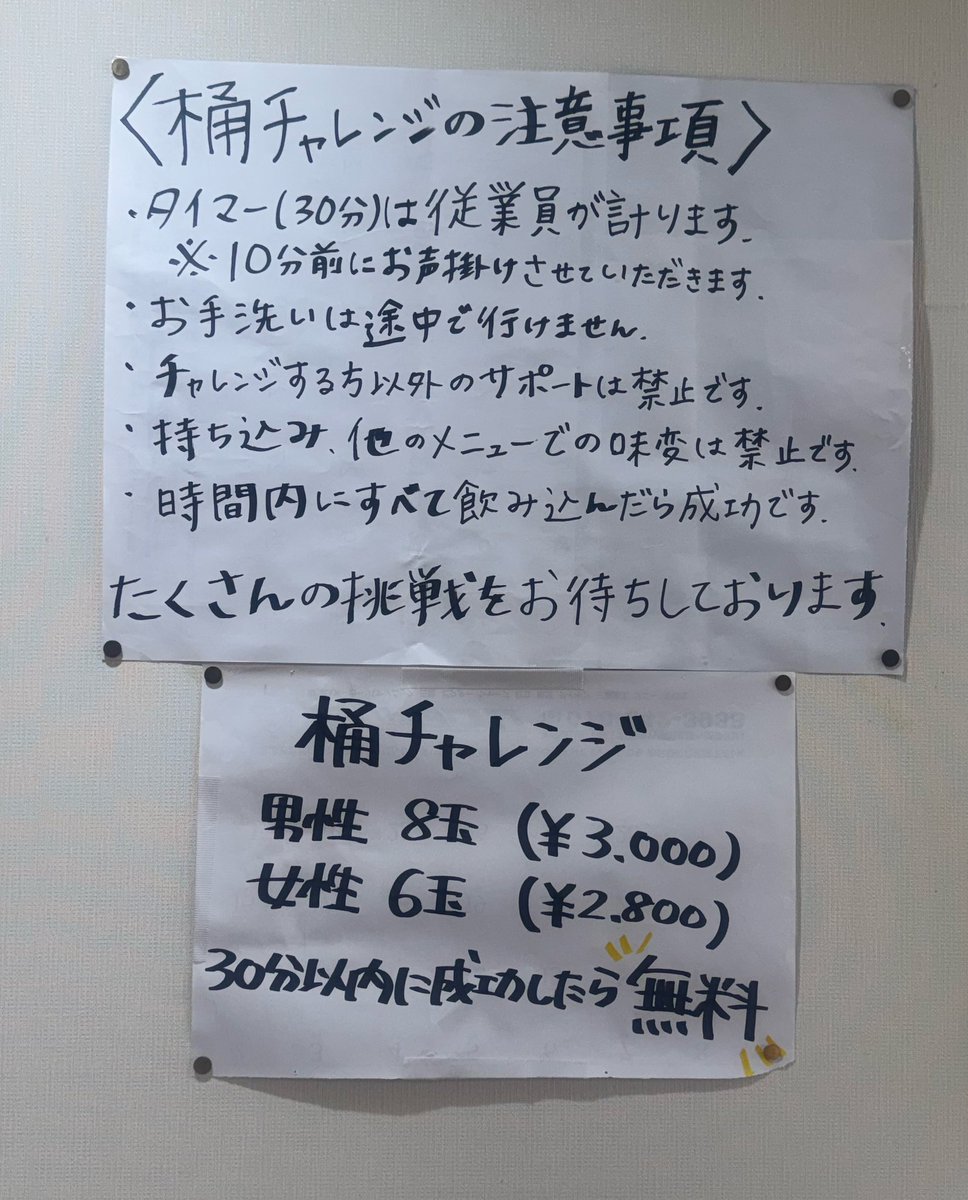 〈桶チャレンジの注意事項〉
・タイマー(30分)は従業員が計ります.
※10分前にお声掛けさせていただきます.
・お手洗いは途中で行けません.
・チャレンジする方以外のサポートは禁止です.
・持ち込み、他のメニューでの味変は禁止です.
・時間内にすべて飲み込んだら成功です.
たくさんの挑戦をお待ちしております.
桶チャレンジ
男性 8玉 (¥3.000)
女性 6玉 (¥2.800)
30分以内に成功したら無料